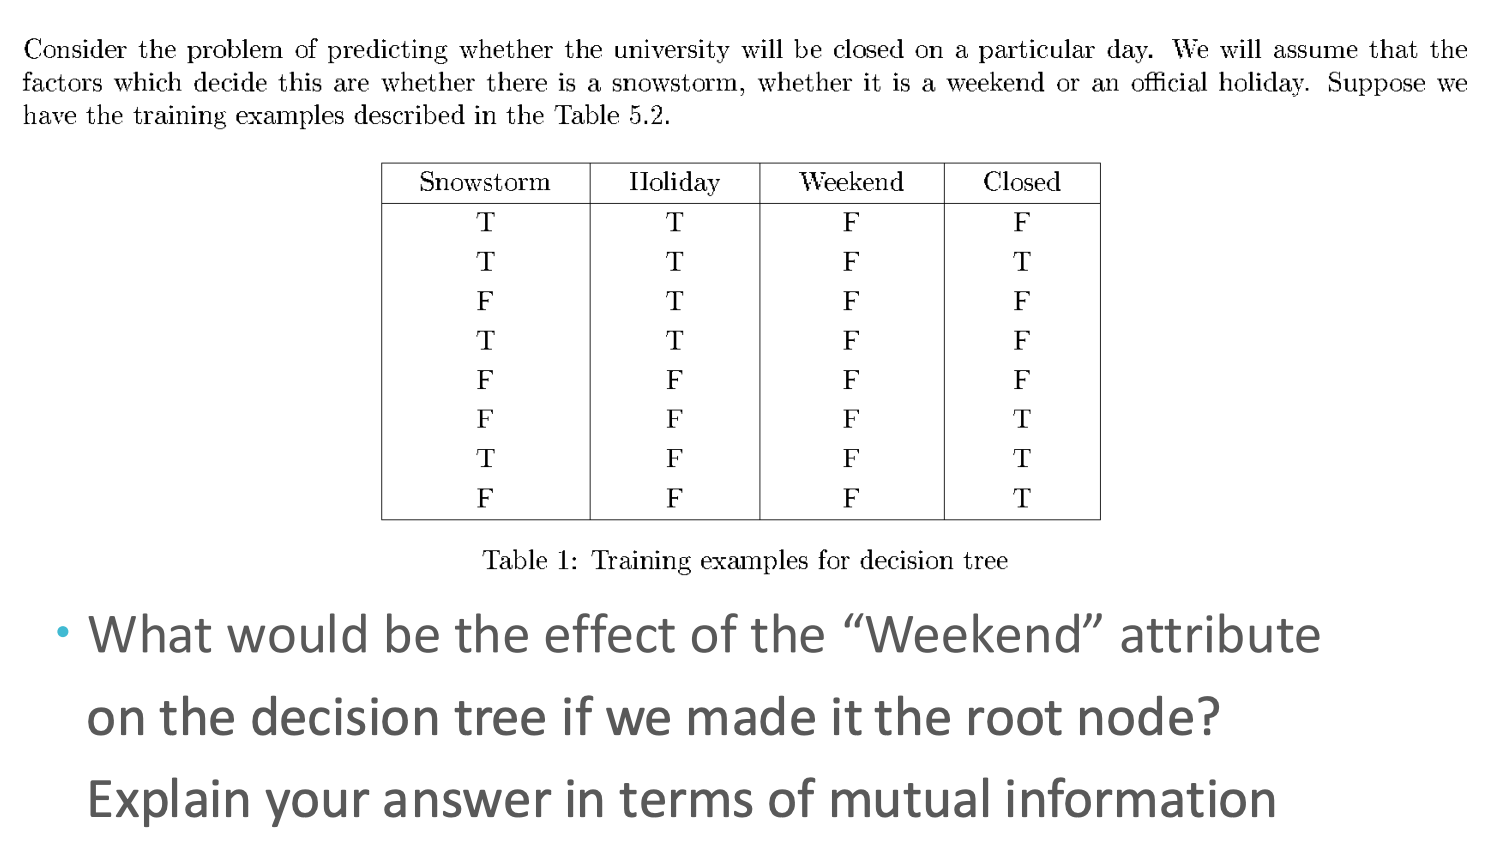 Consider the problem of predicting whether the university will be closed on a particular day. We will assume that the
factors which decide this are whether there is a snowstorm, whether it is a weekend or an official holiday. Suppose we
have the training examples described in the Table 5.2.
Snowstorm Holiday Weekend Closed
T T F F
T T F T
F T F F
T T F F
F F F F
F F F T
T F F T
F F F T
Table 1: Training examples for decision tree
• What would be the effect of the “Weekend” attribute
on the decision tree if we made it the root node?
Explain your answer in terms of mutual information